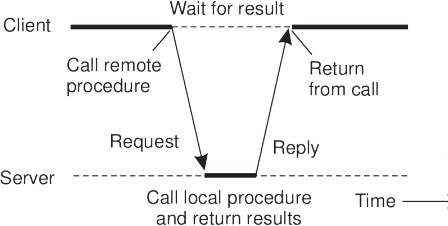 Wait for result
Client
Call remote
procedure
Return
from call
Request
Reply
Server
Call local procedure
and return results
Time